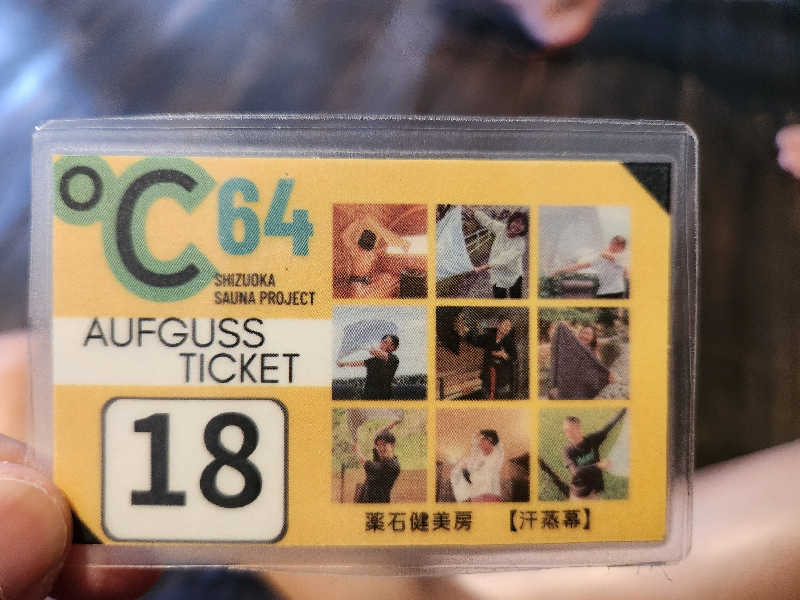 °C64
SHIZUOKA
SAUNA PROJECT
AUFGUSS
TICKET
18
薬石健美房 【汗蒸幕】